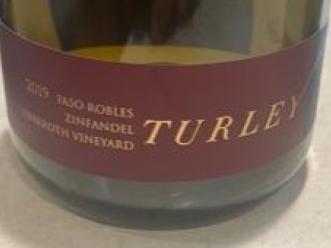 2019 PASO ROBLES
ZINFANDEL
VINEYARD
TURLEY